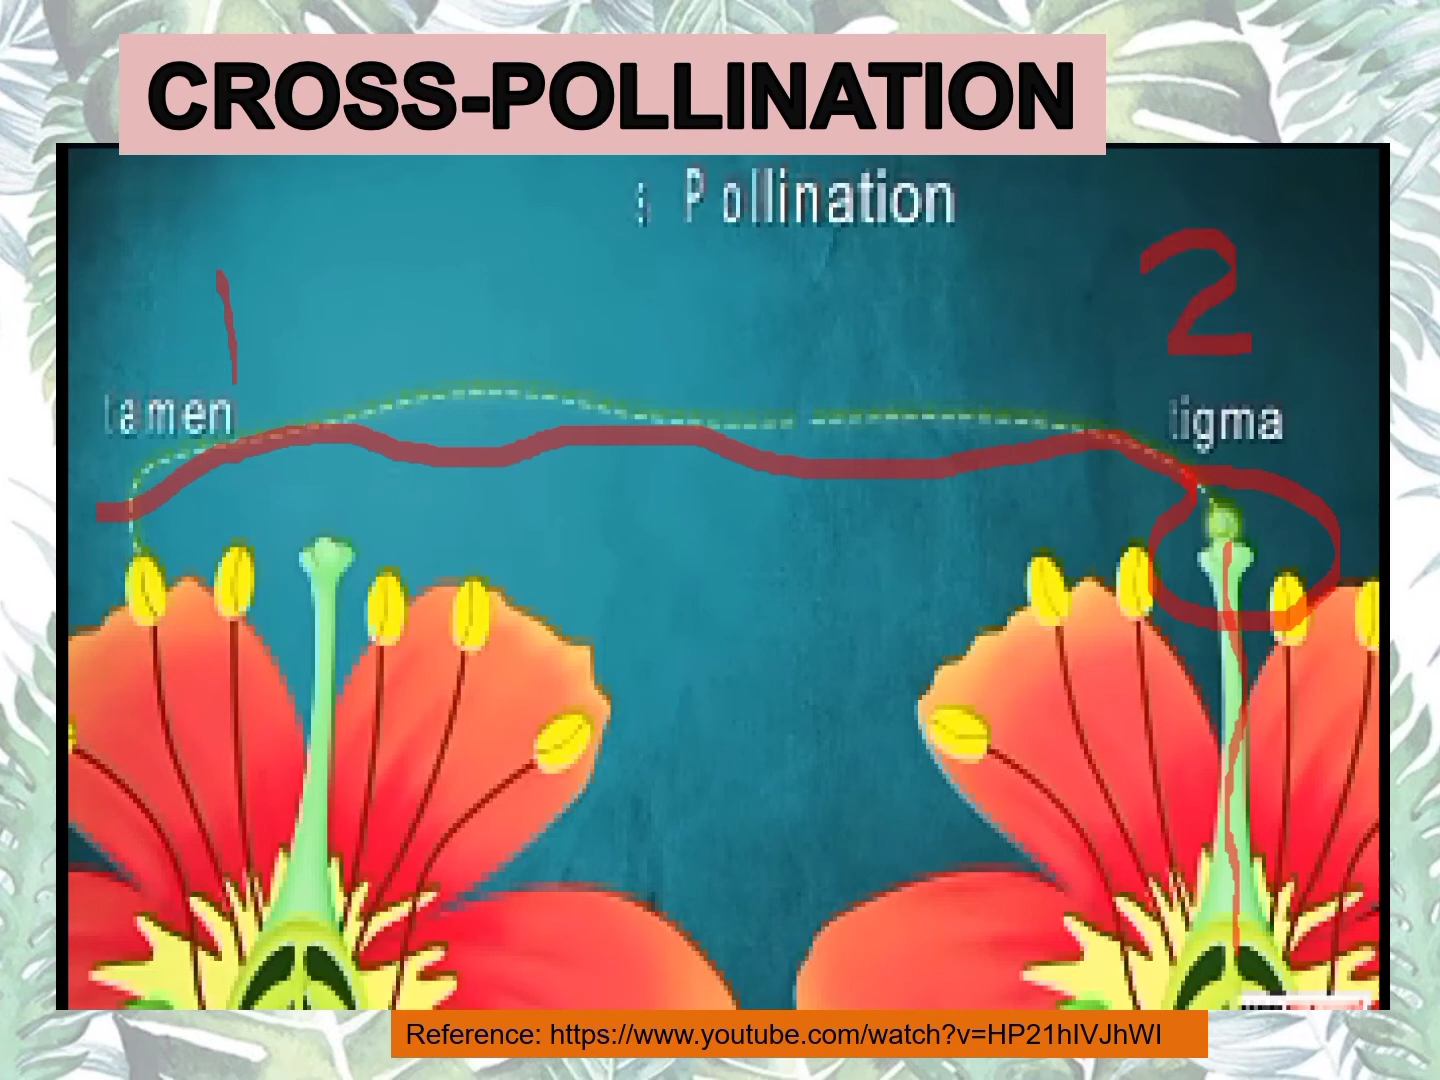 CROSS-POLLINATION
s Pollination
1
2
tamen
tigma
Reference: https://www.youtube.com/watch?v=HP21hIVJhWI